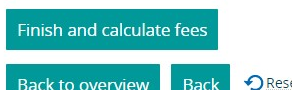 Finish and calculate fees
Back to overview Back